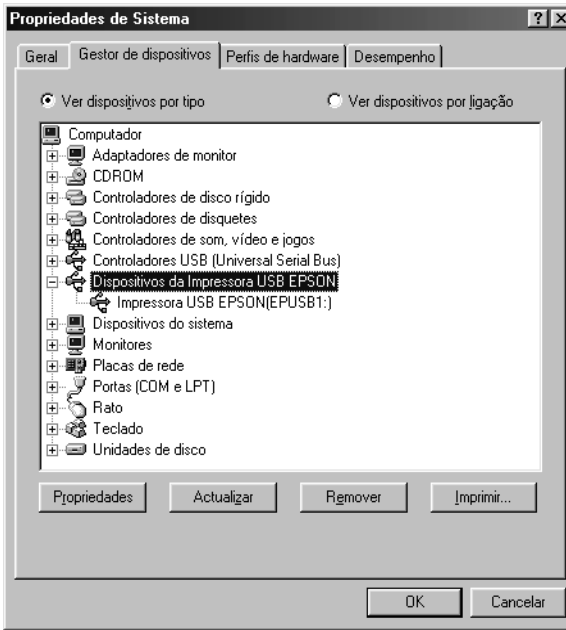 Propriedades de Sistema
Geral Gestor de dispositivos Perfis de hardware Desempenho
Ver dispositivos por tipo Ver dispositivos por ligação
Computador
Adaptadores de monitor
CDROM
Controladores de disco rígido
Controladores de disquetes
Controladores de som, vídeo e jogos
Controladores USB (Universal Serial Bus)
Dispositivos da Impressora USB EPSON
Impressora USB EPSON(EPUSB1:)
Dispositivos do sistema
Monitores
Placas de rede
Portas (COM e LPT)
Rato
Teclado
Unidades de disco
Propriedades Actualizar Remover Imprimir...
OK Cancelar